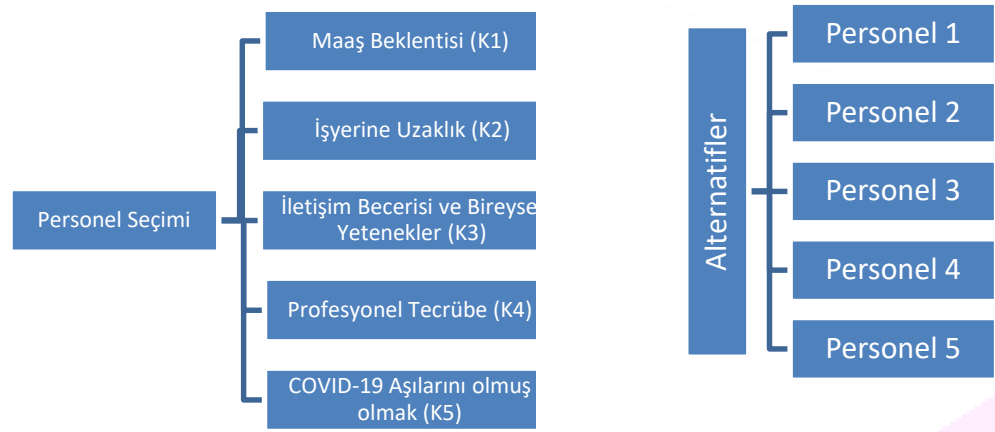 Personel Seçimi
Maaş Beklentisi (K1)
İşyerine Uzaklık (K2)
İletişim Becerisi ve Bireyse
Yetenekler (K3)
Profesyonel Tecrübe (K4)
COVID-19 Aşılarını olmuş
olmak (K5)
Alternatifler
Personel 1
Personel 2
Personel 3
Personel 4
Personel 5